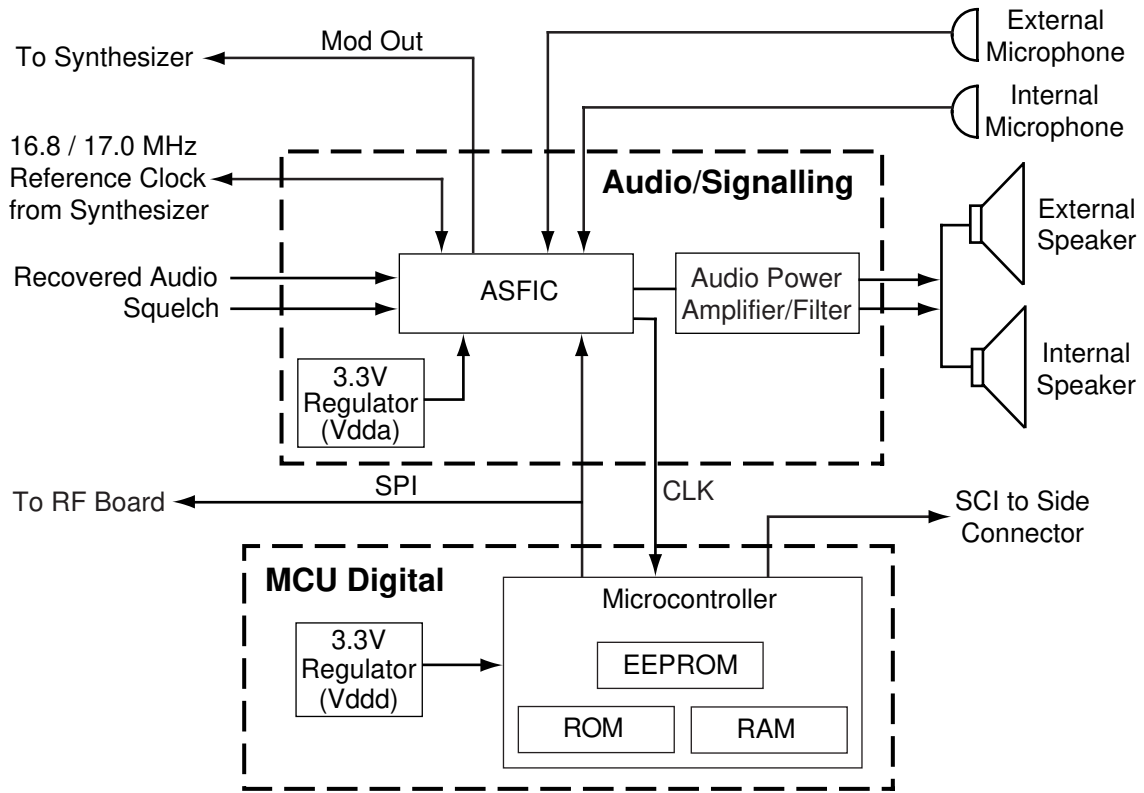 External
Microphone
Mod Out
To Synthesizer
Internal
Microphone
16.8 / 17.0 MHz
Reference Clock
from Synthesizer
Audio/Signalling
External
Speaker
Recovered Audio
Squelch
ASFIC
Audio Power
Amplifier/Filter
Internal
Speaker
3.3V
Regulator
(Vdda)
To RF Board
SPI
CLK
SCI to Side
Connector
MCU Digital
Microcontroller
3.3V
Regulator
(Vddd)
EEPROM
ROM
RAM